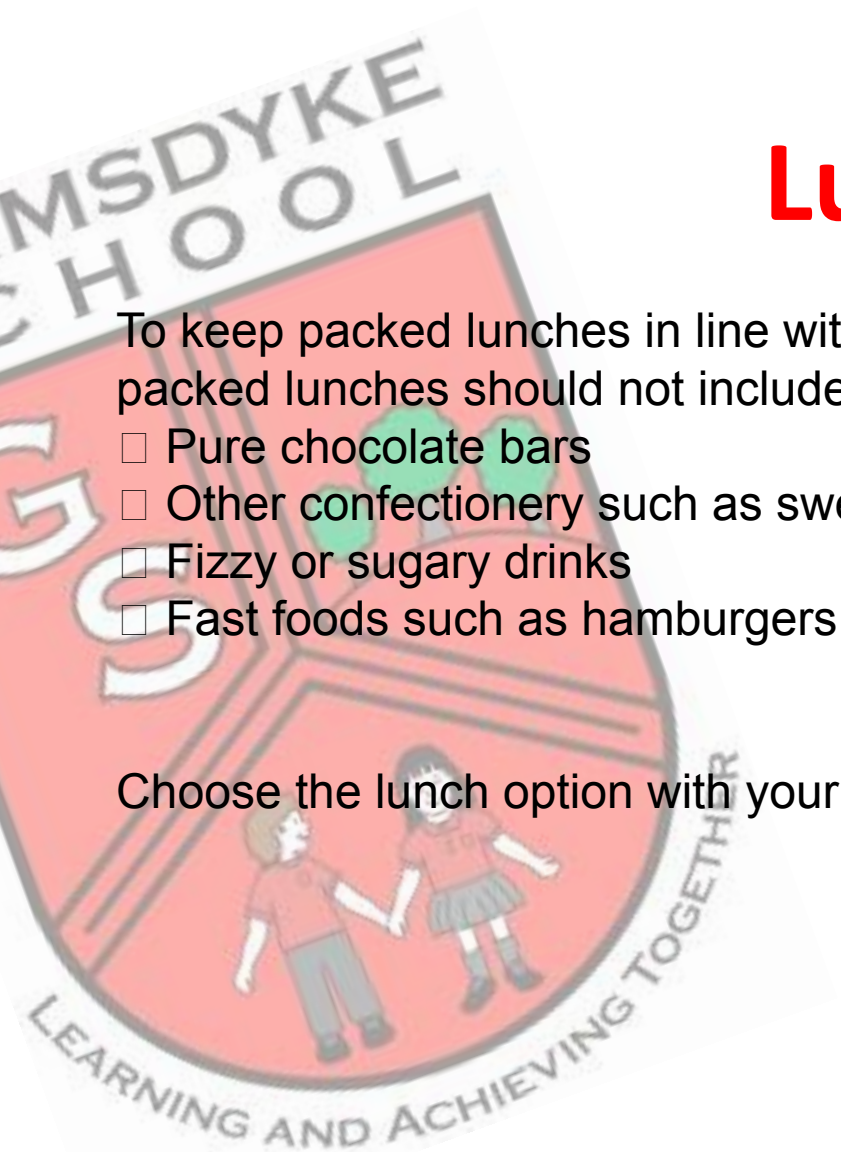 MSDYKE
CHOOL
GS
Lu
To keep packed lunches in line wit
packed lunches should not include
□ Pure chocolate bars
□ Other confectionery such as swe
□ Fizzy or sugary drinks
□ Fast foods such as hamburgers
Choose the lunch option with your
LEARNING AND ACHIEVING TOGETHER